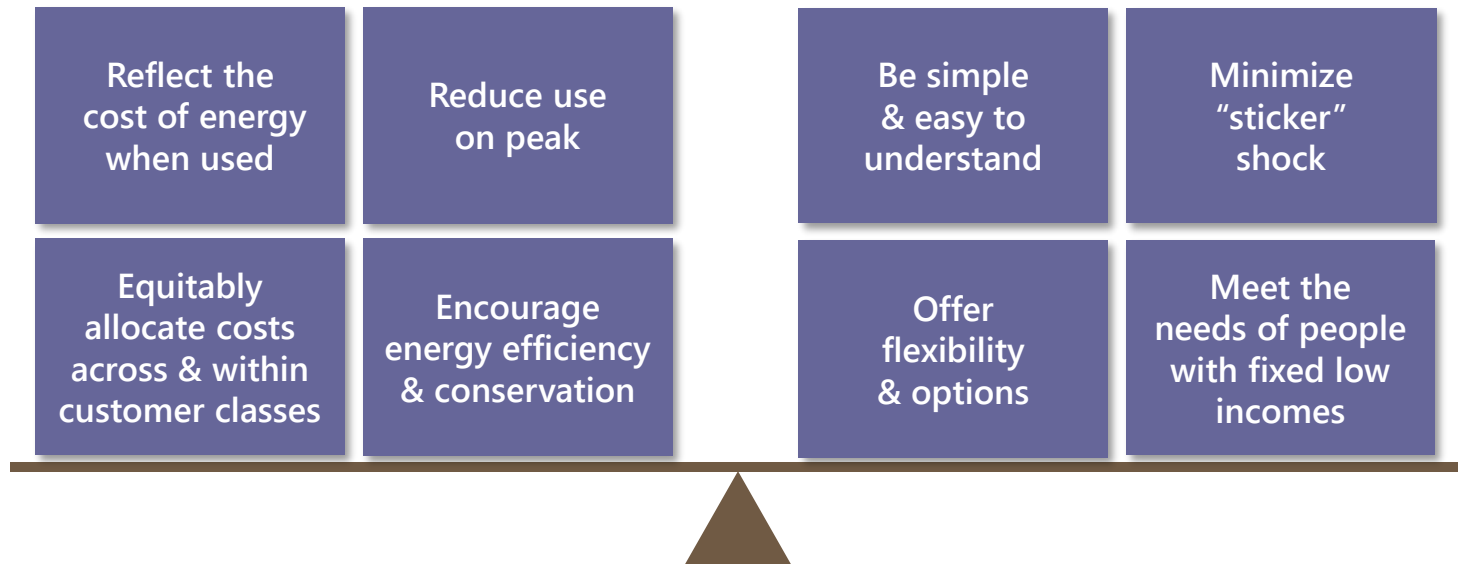 Reflect the
cost of energy
when used
Reduce use
on peak
Be simple
& easy to
understand
Minimize
“sticker”
shock
Equitably
allocate costs
across & within
customer classes
Encourage
energy efficiency
& conservation
Offer
flexibility
& options
Meet the
needs of people
with fixed low
incomes